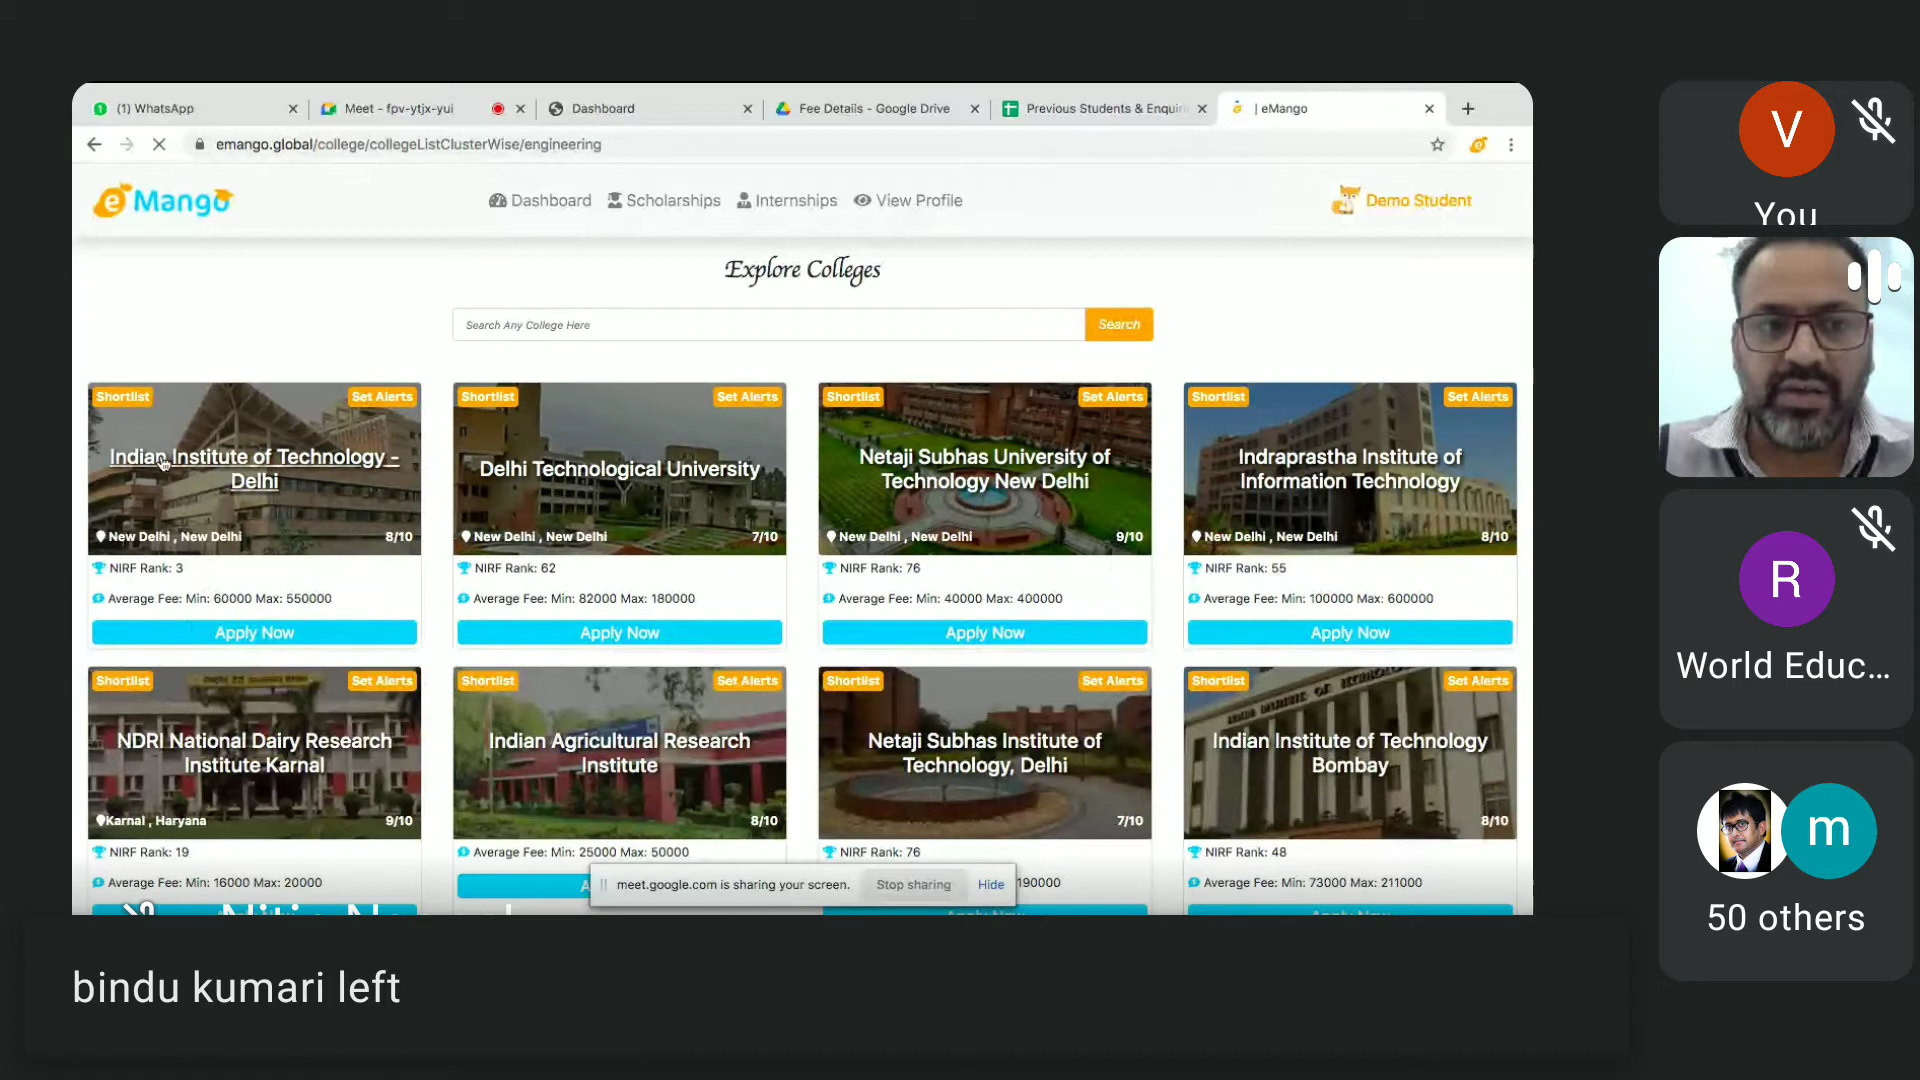 (1) WhatsApp
Meet - fpv-ytjx-yui
Dashboard
Fee Details - Google Drive
Previous Students & Enquiri
| eMango
emango.global/college/collegeListClusterWise/engineering
eMango
Dashboard
Scholarships
Internships
View Profile
Demo Student
Explore Colleges
Search Any College Here
Search
Shortlist
Set Alerts
Indian Institute of Technology -
Delhi
New Delhi , New Delhi
8/10
NIRF Rank: 3
Average Fee: Min: 60000 Max: 550000
Apply Now
Shortlist
Set Alerts
Delhi Technological University
New Delhi , New Delhi
7/10
NIRF Rank: 62
Average Fee: Min: 82000 Max: 180000
Apply Now
Shortlist
Set Alerts
Netaji Subhas University of
Technology New Delhi
New Delhi , New Delhi
9/10
NIRF Rank: 76
Average Fee: Min: 40000 Max: 400000
Apply Now
Shortlist
Set Alerts
Indraprastha Institute of
Information Technology
New Delhi , New Delhi
8/10
NIRF Rank: 55
Average Fee: Min: 100000 Max: 600000
Apply Now
Shortlist
Set Alerts
NDRI National Dairy Research
Institute Karnal
Karnal , Haryana
9/10
NIRF Rank: 19
Average Fee: Min: 16000 Max: 20000
Shortlist
Set Alerts
Indian Agricultural Research
Institute
8/10
Average Fee: Min: 25000 Max: 50000
Shortlist
Set Alerts
Netaji Subhas Institute of
Technology, Delhi
7/10
NIRF Rank: 76
190000
Shortlist
Set Alerts
Indian Institute of Technology
Bombay
8/10
NIRF Rank: 48
Average Fee: Min: 73000 Max: 211000
meet.google.com is sharing your screen.
Stop sharing
Hide
bindu kumari left
V
You
R
World Educ...
m
50 others